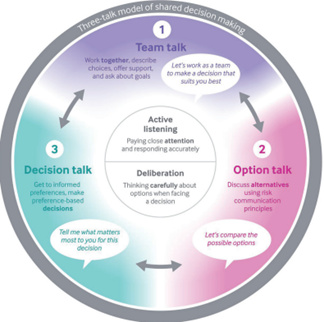 Three-talk model of shared decision making
1
Team talk
Work together, describe
choices, offer support,
and ask about goals
Let's work as a team
to make a decision that
suits you best
Active
listening
Paying close attention
and responding accurately
Deliberation
Thinking carefully about
options when facing
a decision
2
Option talk
Discuss alternatives
using risk
communication
principles
Let's compare the
possible options
3
Decision talk
Get to informed
preferences, make
preference-based
decisions
Tell me what matters
most to you for this
decision